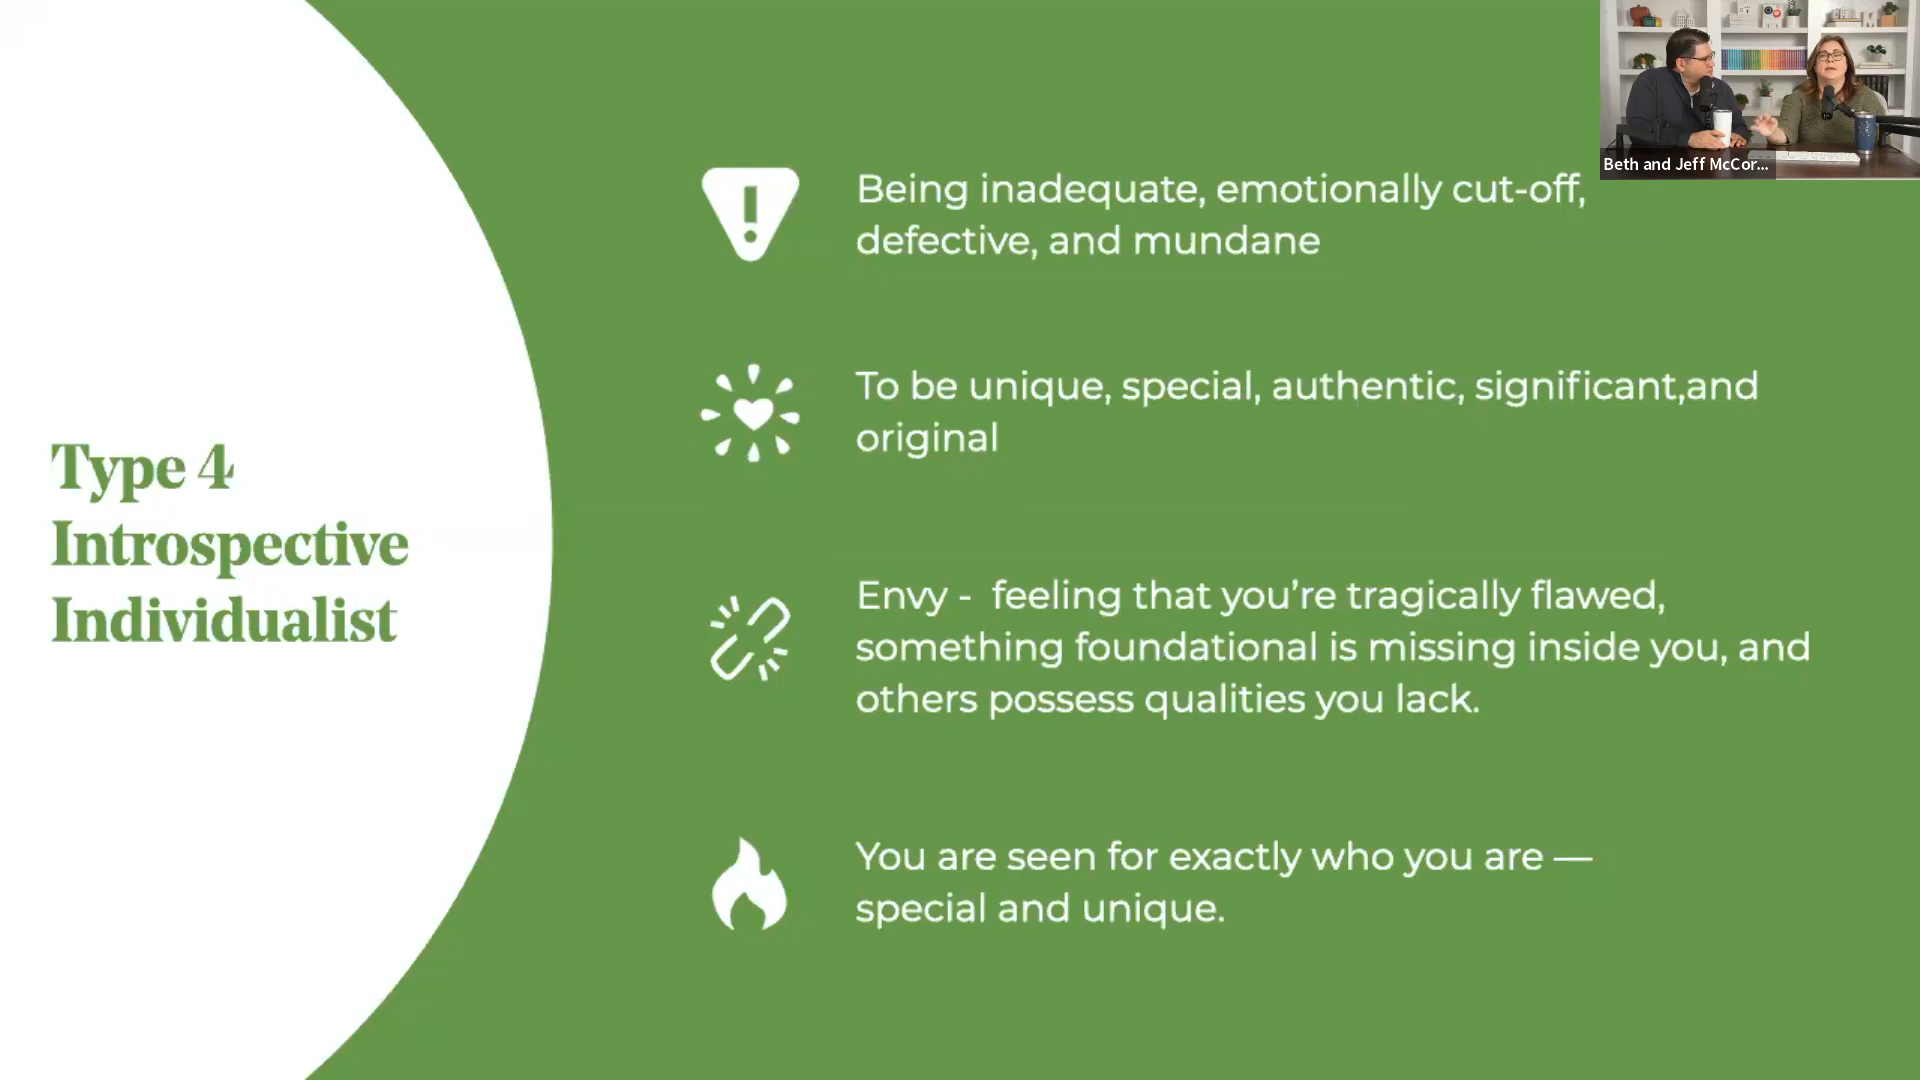 Type 4
Introspective
Individualist
Being inadequate, emotionally cut-off,
defective, and mundane
To be unique, special, authentic, significant,and
original
Envy -  feeling that you’re tragically flawed,
something foundational is missing inside you, and
others possess qualities you lack.
You are seen for exactly who you are —
special and unique.
Beth and Jeff McCor...